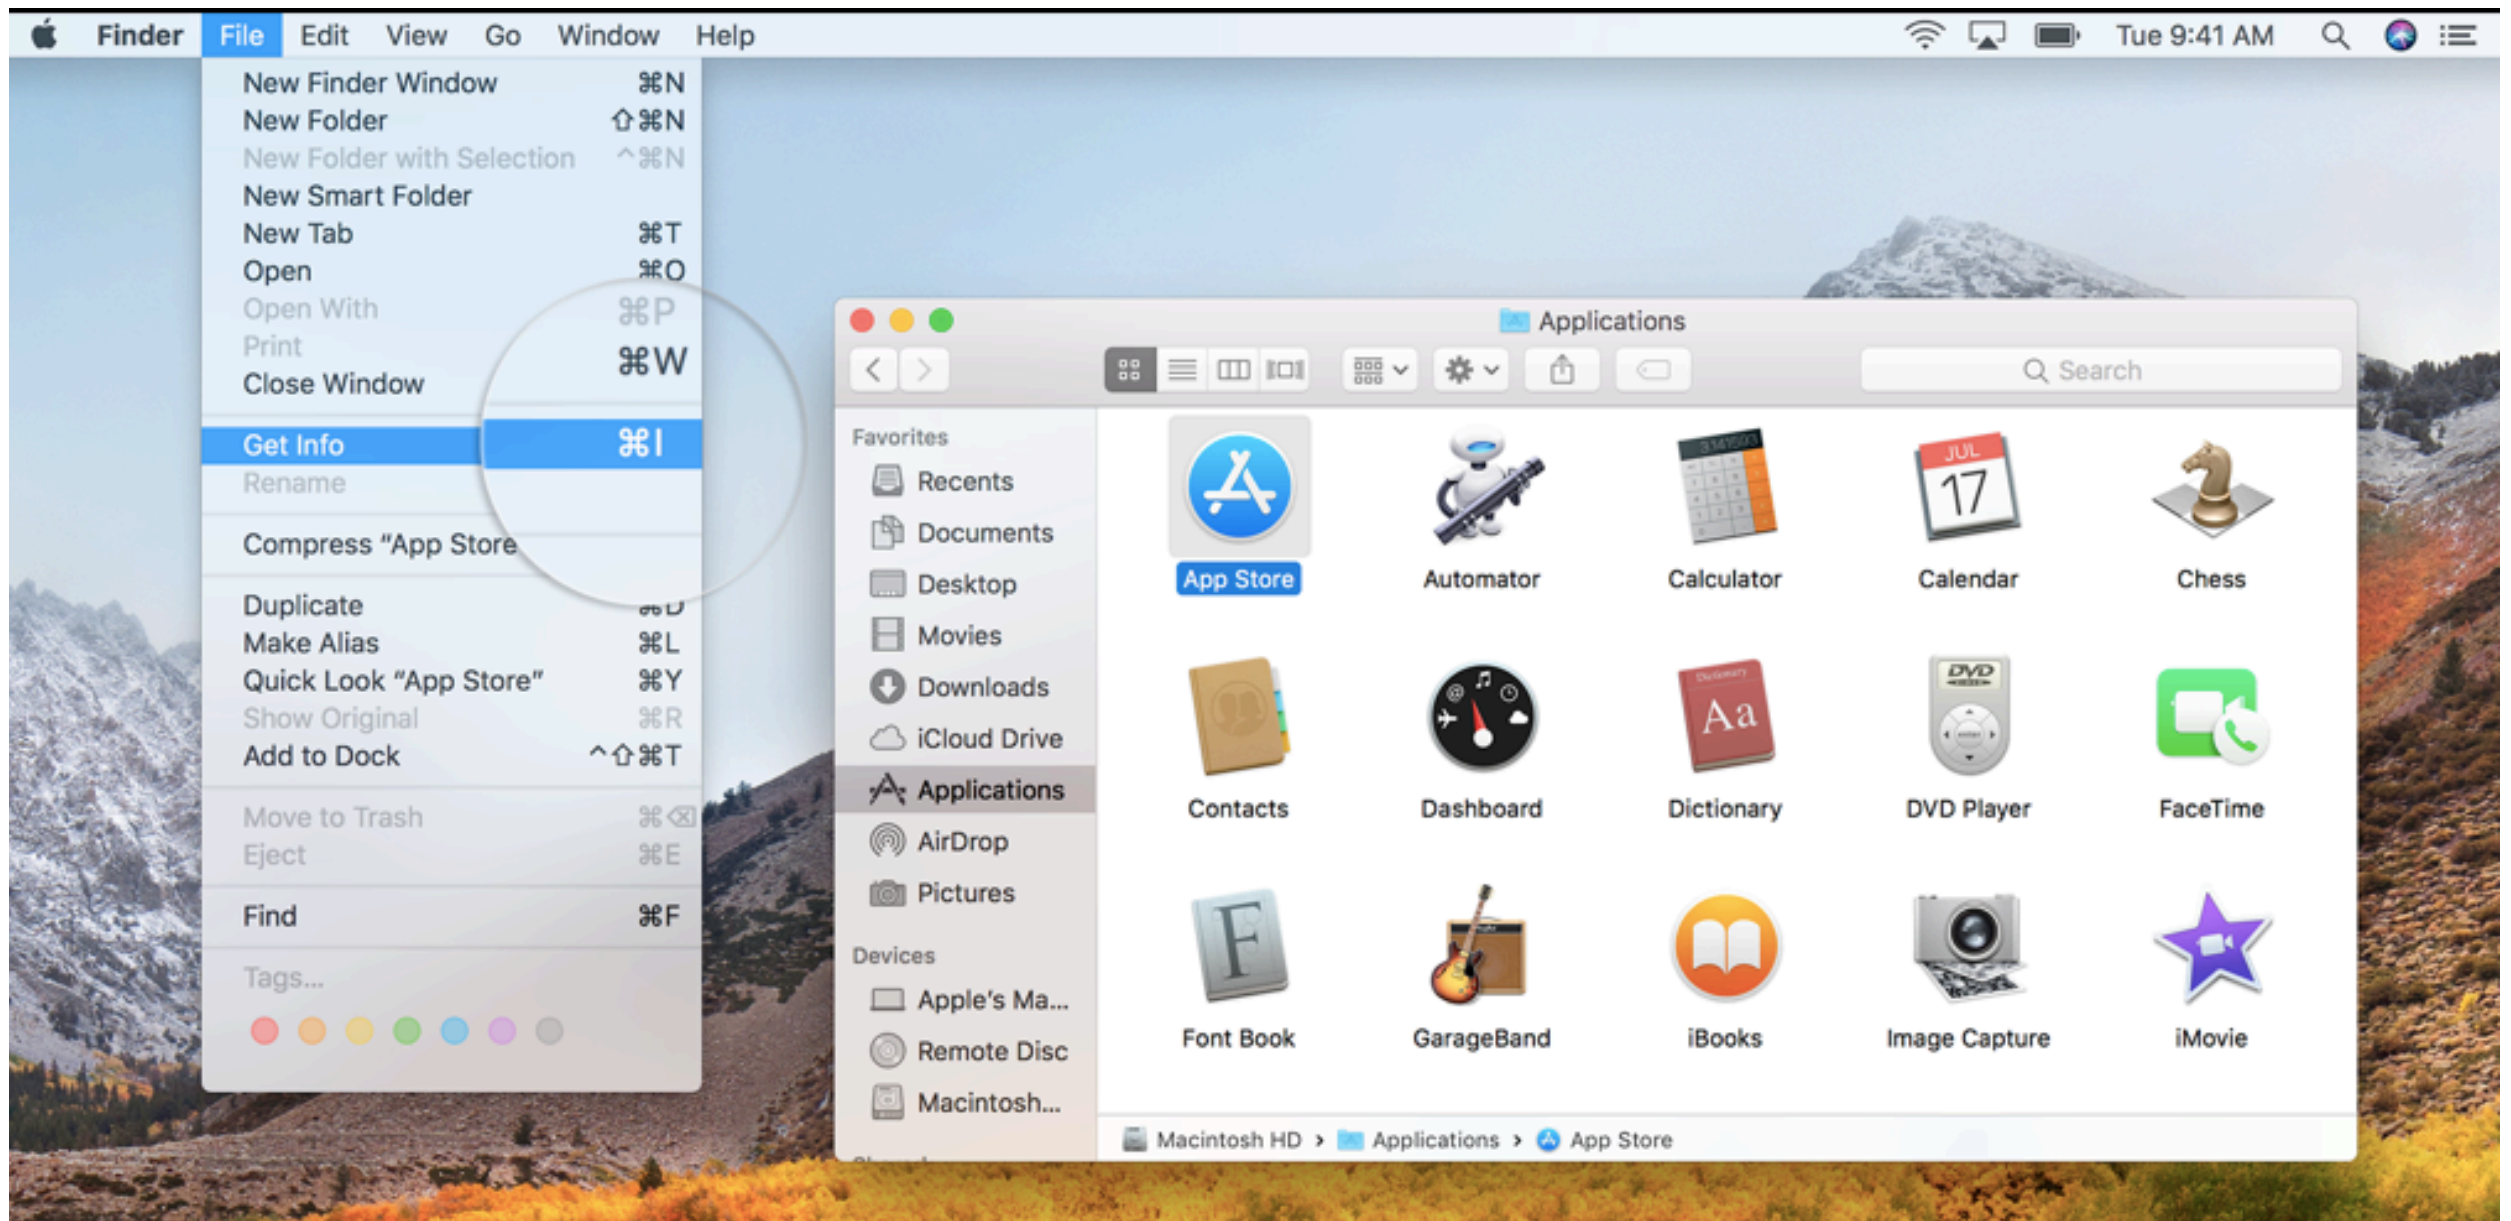 Finder File Edit View Go Window Help Tue 9:41 AM
New Finder Window ⌘N
New Folder ⇧⌘N
New Folder with Selection ^⌘N
New Smart Folder
New Tab ⌘T
Open ⌘O
Open With
⌘P
Print
⌘W
Close Window
Get Info ⌘I
Rename
Compress “App Store
Duplicate ⌘D
Make Alias ⌘L
Quick Look “App Store” ⌘Y
Show Original ⌘R
Add to Dock ^⇧⌘T
Move to Trash ⌘⌫
Eject ⌘E
Find ⌘F
Tags...
Applications
Search
Favorites
Recents
Documents
Desktop
Movies
Downloads
iCloud Drive
Applications
AirDrop
Pictures
Devices
Apple’s Ma...
Remote Disc
Macintosh...
JUL
17
App Store Automator Calculator Calendar Chess
Dictionary
Aa
DVD
Contacts Dashboard Dictionary DVD Player FaceTime
F
Font Book GarageBand iBooks Image Capture iMovie
Macintosh HD › Applications › App Store